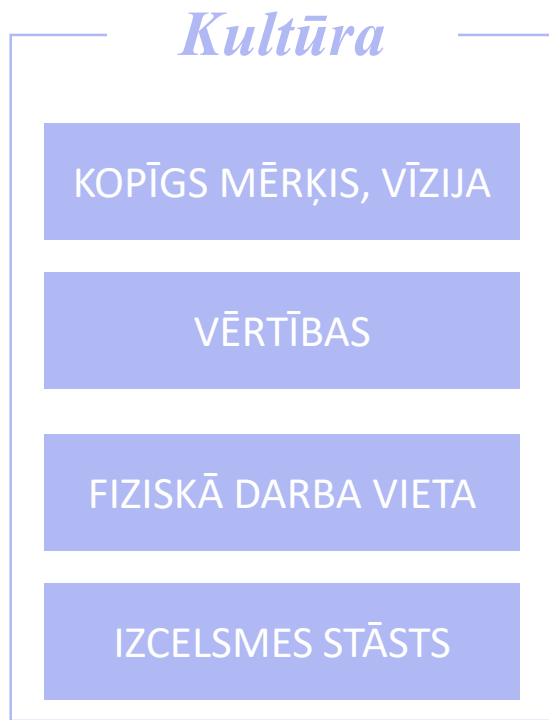 Kultūra
KOPĪGS MĒRĶIS, VĪZIJA
VĒRTĪBAS
FIZISKĀ DARBA VIETA
IZCELSMES STĀSTS